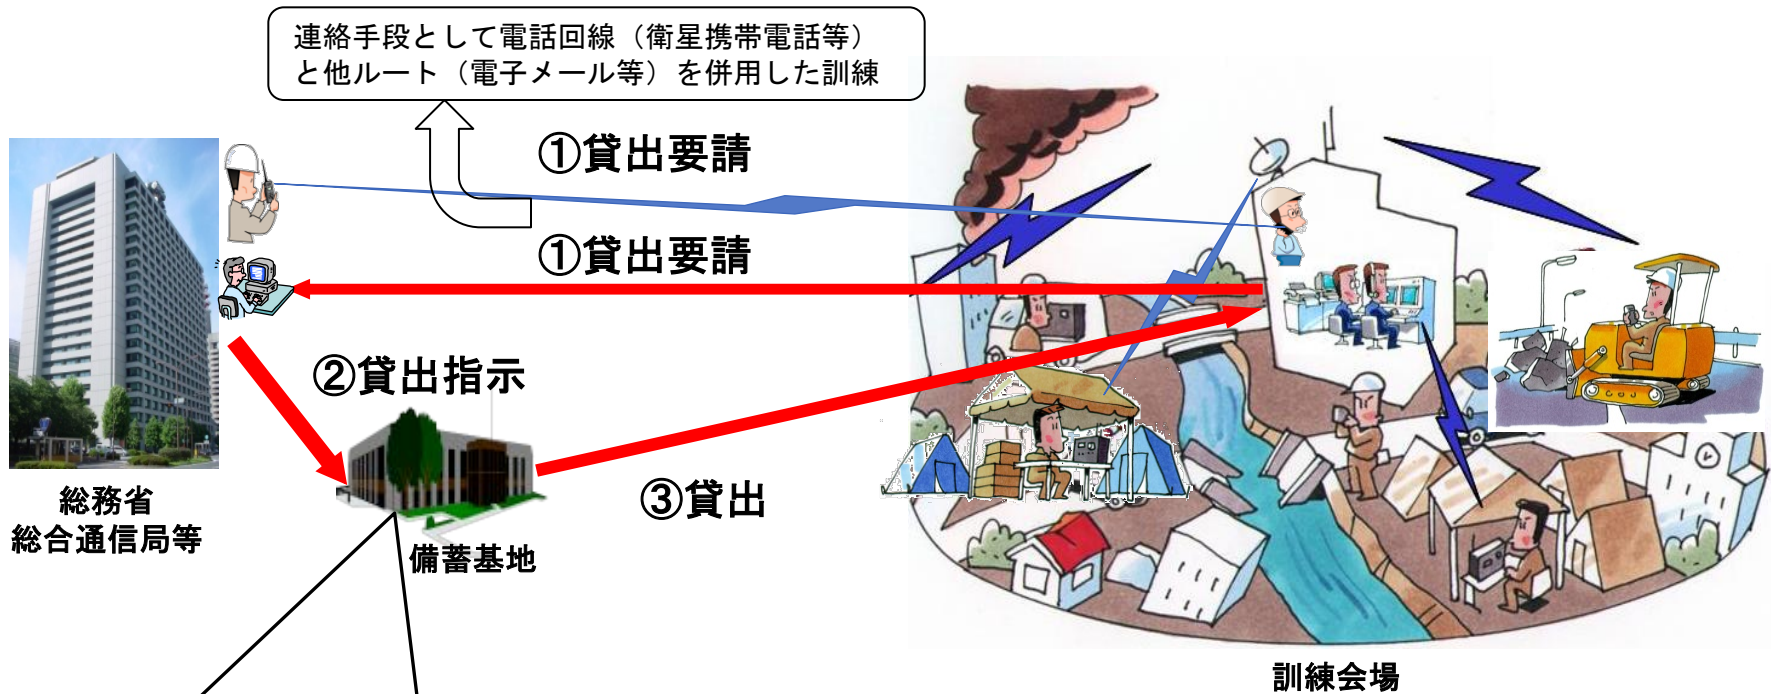 連絡手段として電話回線（衛星携帯電話等）
と他ルート（電子メール等）を併用した訓練
①貸出要請
①貸出要請
②貸出指示
③貸出
総務省
総合通信局等
備蓄基地
訓練会場